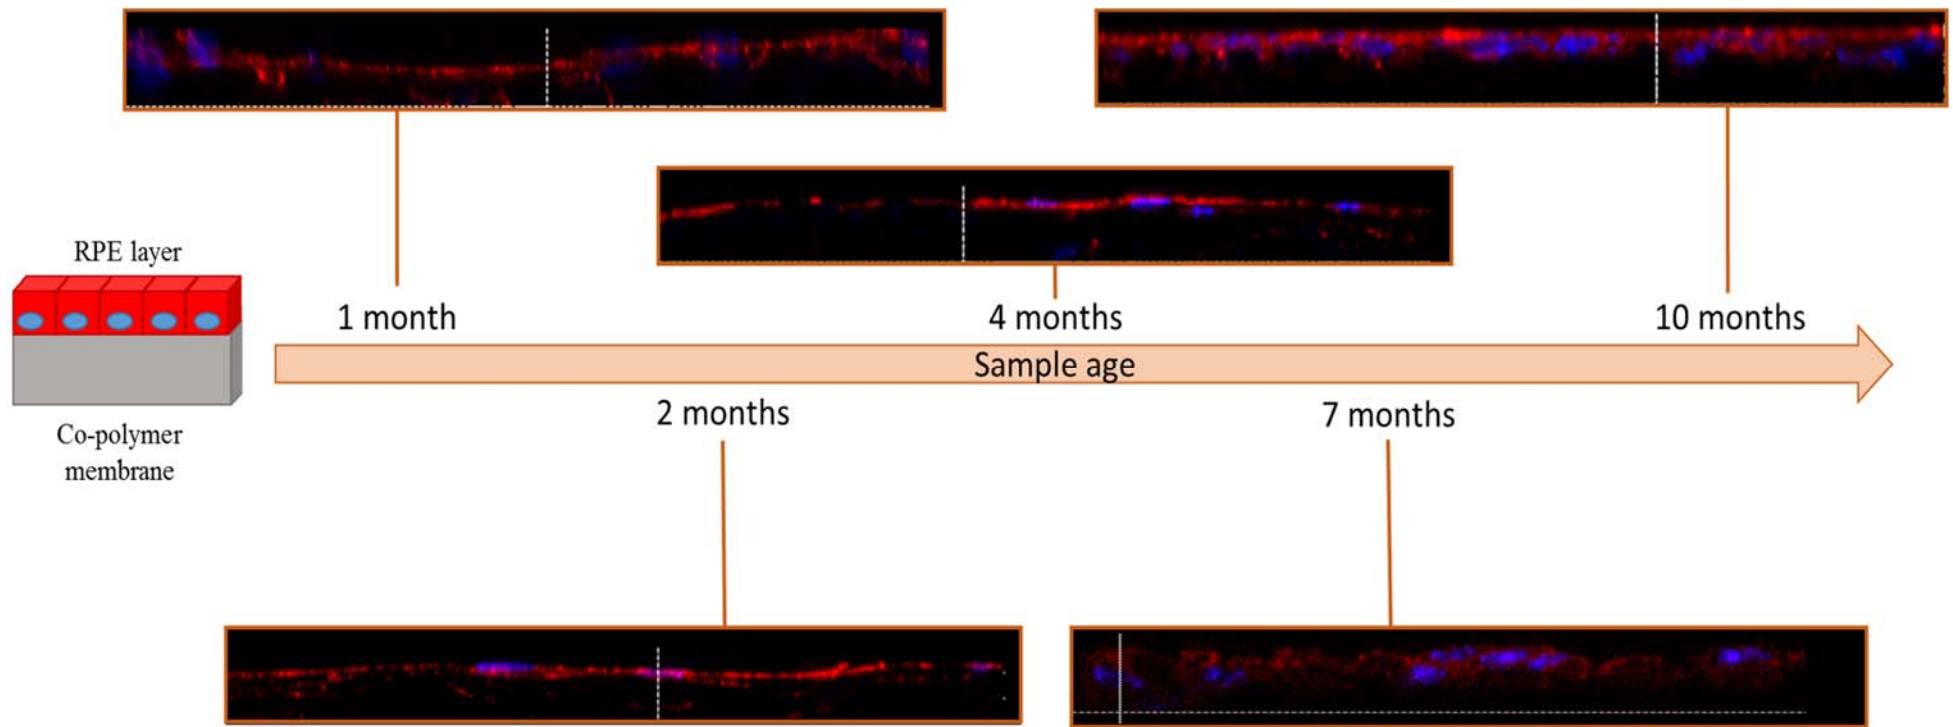 RPE layer
Co-polymer
membrane
1 month
4 months
10 months
Sample age
2 months
7 months